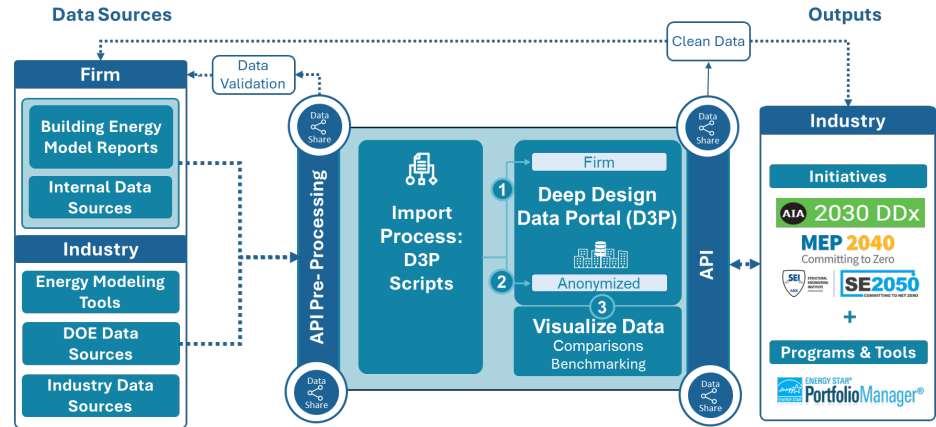 Data Sources
Outputs
Firm
Data
Validation
Clean Data
Building Energy
Model Reports
Internal Data
Sources
Industry
Energy Modeling
Tools
DOE Data
Sources
Industry Data
Sources
Data
Share
API Pre- Processing
Data
Share
Import
Process:
D3P
Scripts
1
Firm
Deep Design
Data Portal (D3P)
2
Anonymized
3
Visualize Data
Comparisons
Benchmarking
Data
Share
API
Data
Share
Industry
Initiatives
AIA 2030 DDx
MEP 2040
Committing to Zero
SEI
STRUCTURAL
ENGINEERING
INSTITUTE
SE2050
COMMITTING TO NET ZERO
+
Programs & Tools
ENERGY STAR®
PortfolioManager®